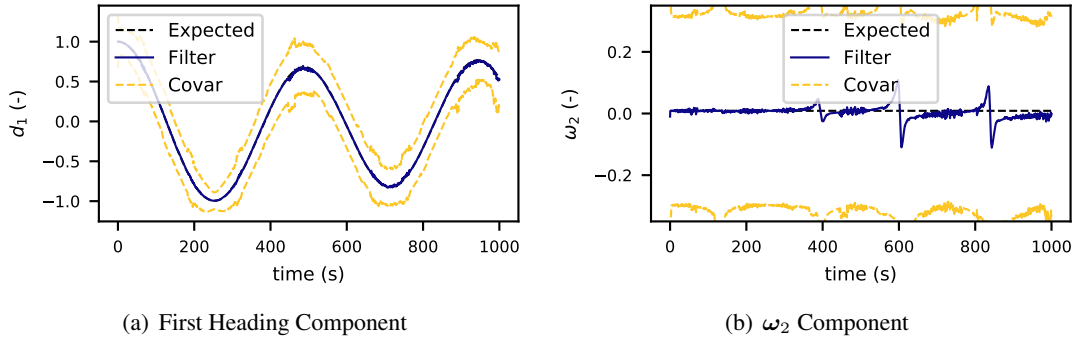 Expected
Filter
Covar
1.0
0.5
0.0
−0.5
−1.0
d₁ (-)
0
200
400
600
800
1000
time (s)
(a) First Heading Component
Expected
Filter
Covar
0.2
0.0
−0.2
ω₂ (-)
0
200
400
600
800
1000
time (s)
(b) ω₂ Component